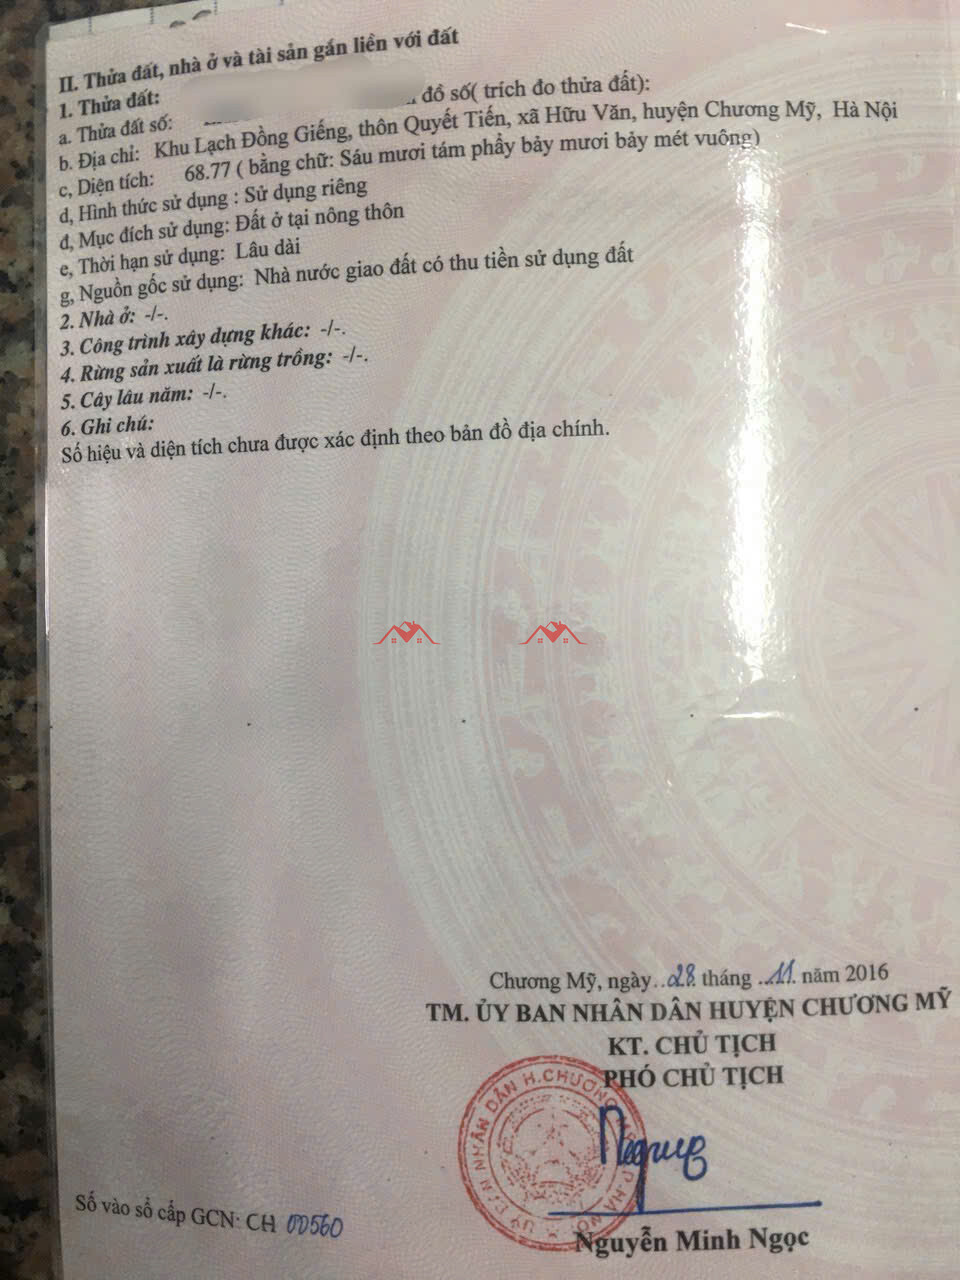 II. Thửa đất, nhà ở và tài sản gắn liền với đất
1. Thửa đất:
a. Thửa đất số: đồ số( trích đo thửa đất):
b. Địa chỉ: Khu Lạch Đồng Giếng, thôn Quyết Tiến, xã Hữu Văn, huyện Chương Mỹ, Hà Nội
c, Diện tích: 68.77 ( bằng chữ: Sáu mươi tám phẩy bảy mươi bảy mét vuông)
d, Hình thức sử dụng : Sử dụng riêng
đ, Mục đích sử dụng: Đất ở tại nông thôn
e, Thời hạn sử dụng: Lâu dài
g, Nguồn gốc sử dụng: Nhà nước giao đất có thu tiền sử dụng đất
2. Nhà ở: -/-.
3. Công trình xây dựng khác: -/-.
4. Rừng sản xuất là rừng trồng: -/-.
5. Cây lâu năm: -/-.
6. Ghi chú:
Số hiệu và diện tích chưa được xác định theo bản đồ địa chính.
Chương Mỹ, ngày..28. tháng ..11. năm 2016
TM. ỦY BAN NHÂN DÂN HUYỆN CHƯƠNG MỸ
KT. CHỦ TỊCH
PHÓ CHỦ TỊCH
Nguyễn Minh Ngọc
Số vào sổ cấp GCN: CH 00560